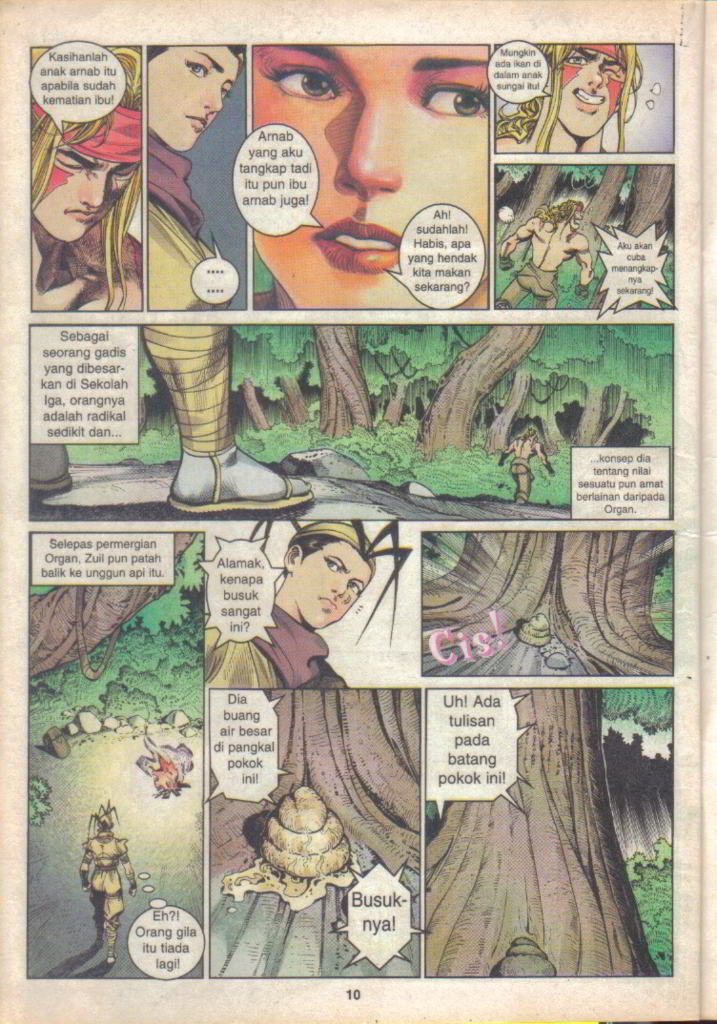 Kasihanlah
anak arnab itu
apabila sudah
kematian ibu!
....
....
Arnab
yang aku
tangkap tadi
itu pun ibu
arnab juga!
Ah!
sudahlah!
Habis, apa
yang hendak
kita makan
sekarang?
Mungkin
ada ikan di
dalam anak
sungai itu!
Aku akan
cuba
menangkap-
nya
sekarang!
Sebagai
seorang gadis
yang dibesar-
kan di Sekolah
Iga, orangnya
adalah radikal
sedikit dan...
...konsep dia
tentang nilai
sesuatu pun amat
berlainan daripada
Organ.
Selepas permergian
Organ, Zuil pun patah
balik ke unggun api itu.
Eh?!
Orang gila
itu tiada
lagi!
Alamak,
kenapa
busuk
sangat
ini?
Cis!
Dia
buang
air besar
di pangkal
pokok
ini!
Busuk-
nya!
Uh! Ada
tulisan
pada
batang
pokok ini!
10